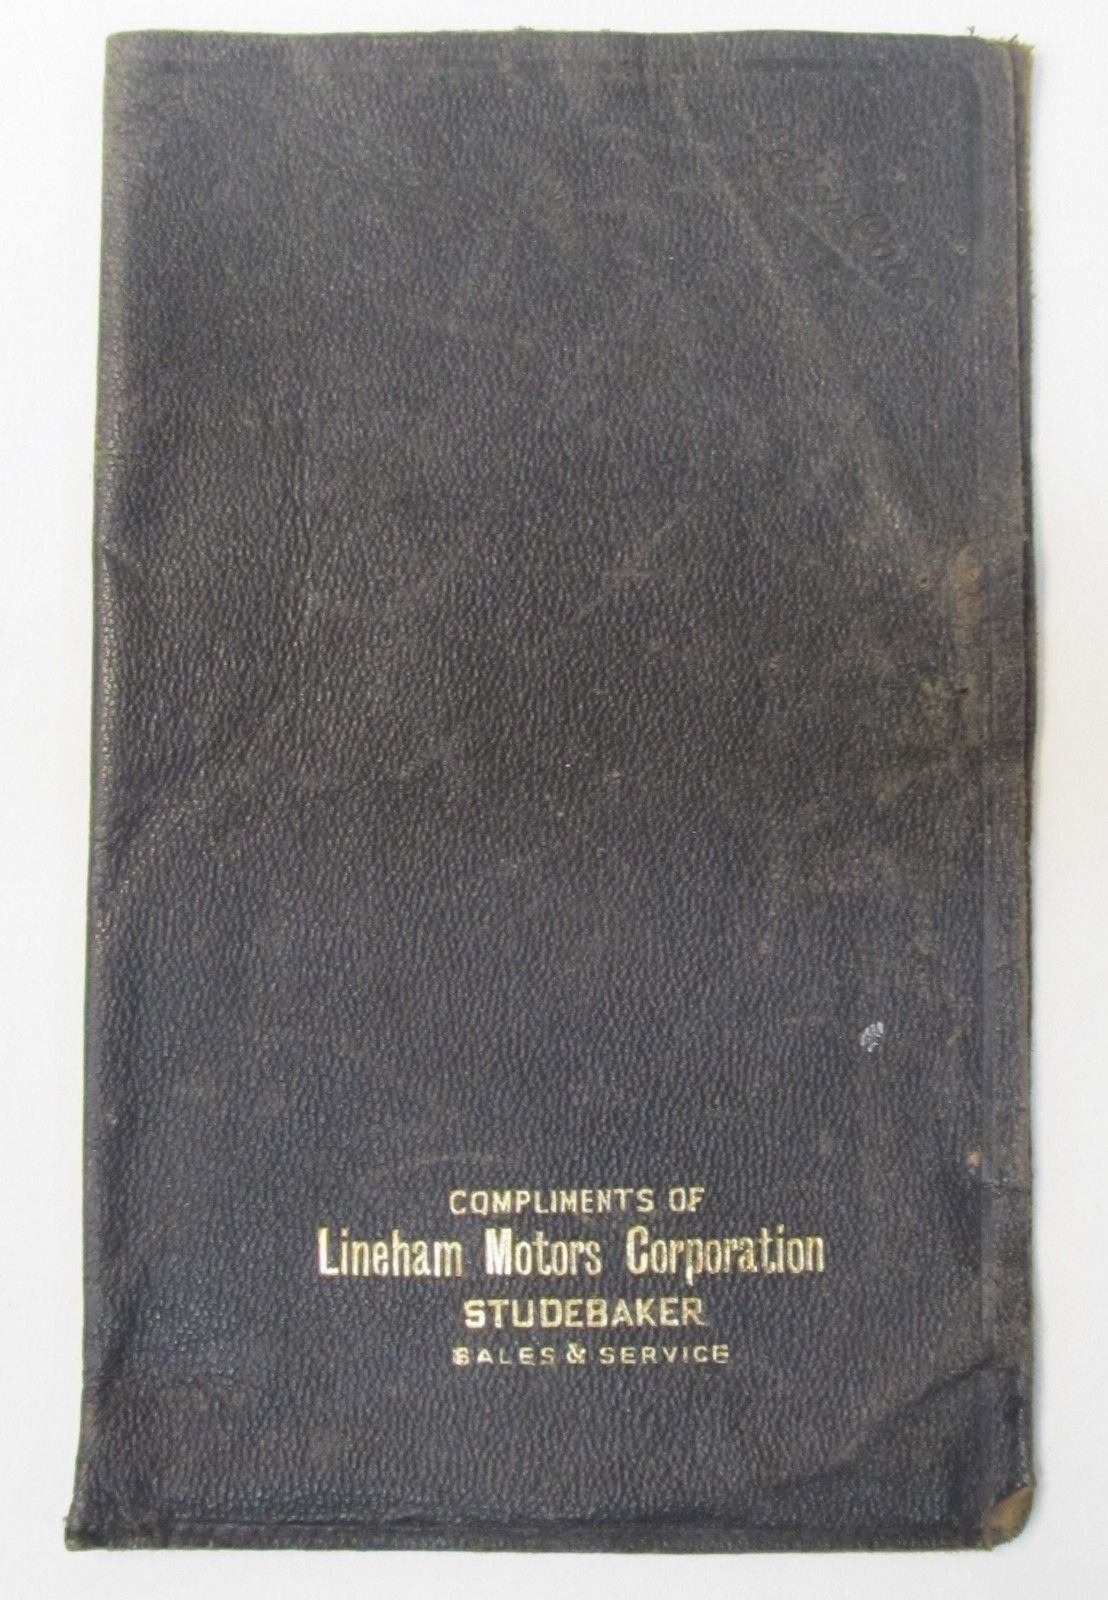 COMPLIMENTS OF
Lineham Motors Corporation
STUDEBAKER
SALES & SERVICE